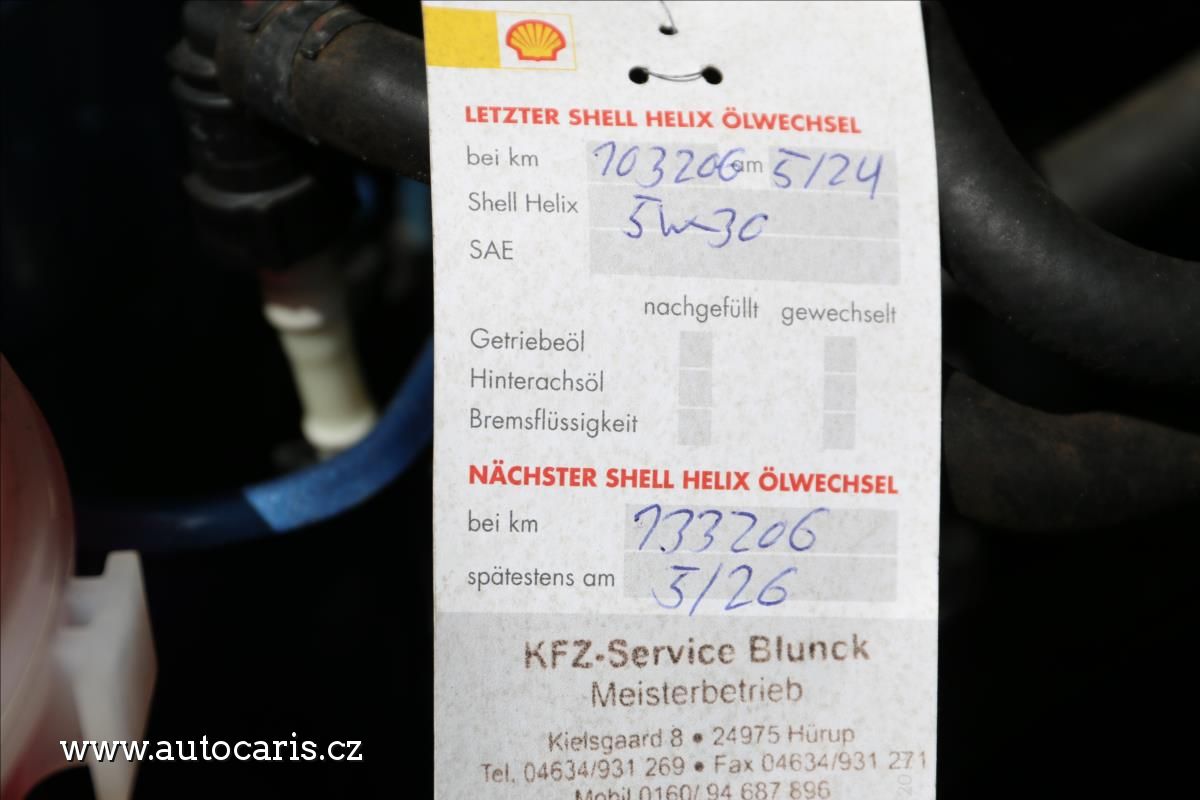 LETZTER SHELL HELIX ÖLWECHSEL
bei km 103206 am 5/24
Shell Helix 5W-30
SAE
nachgefüllt gewechselt
Getriebeöl
Hinterachsöl
Bremsflüssigkeit
NÄCHSTER SHELL HELIX ÖLWECHSEL
bei km 133206
spätestens am 5/26
KFZ-Service Blunck
Meisterbetrieb
Kielsgaard 8 • 24975 Hürup
Tel. 04634/931 269 • Fax 04634/931 271
Mobil 0160/ 94 687 896
www.autocaris.cz